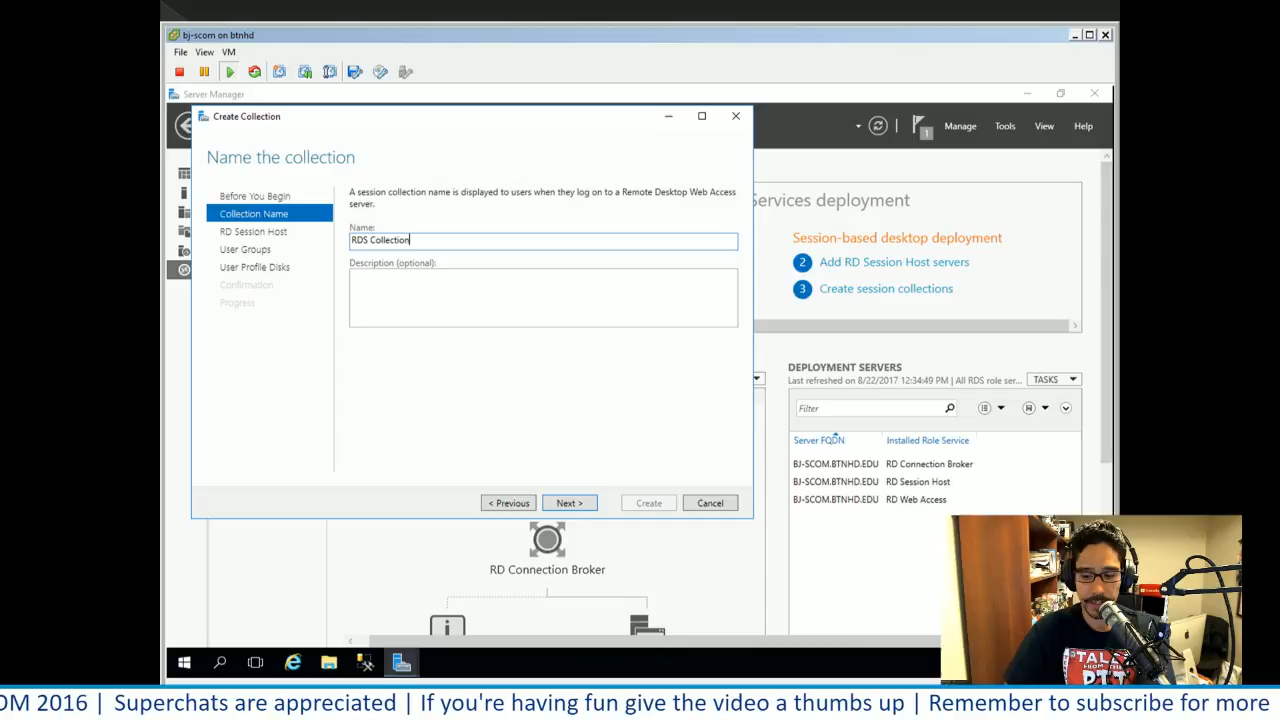 bj-scom on btnhd
File View VM
Server Manager
Manage Tools View Help
1
Create Collection
Name the collection
Before You Begin
Collection Name
RD Session Host
User Groups
User Profile Disks
Confirmation
Progress
A session collection name is displayed to users when they log on to a Remote Desktop Web Access
server.
Name:
RDS Collection
Description (optional):
< Previous
Next >
Create
Cancel
Services deployment
Session-based desktop deployment
2 Add RD Session Host servers
3 Create session collections
DEPLOYMENT SERVERS
Last refreshed on 8/22/2017 12:34:49 PM | All RDS role ser...
TASKS
Filter
Server FQDN Installed Role Service
BJ-SCOM.BTNHD.EDU RD Connection Broker
BJ-SCOM.BTNHD.EDU RD Session Host
BJ-SCOM.BTNHD.EDU RD Web Access
RD Connection Broker
TALES
FROM THE
OM 2016 | Superchats are appreciated | If you're having fun give the video a thumbs up | Remember to subscribe for more